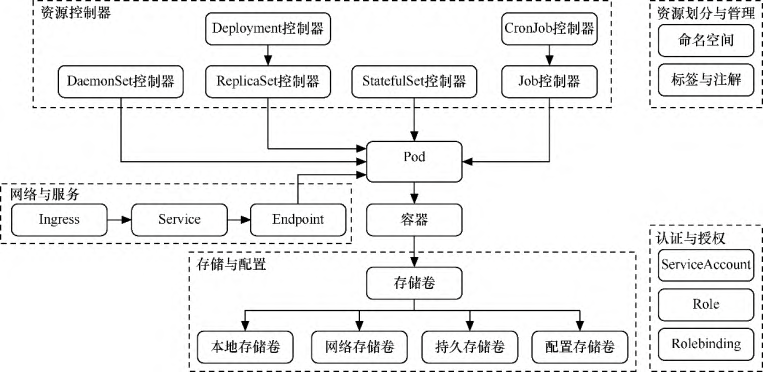 资源控制器
Deployment控制器
CronJob控制器
DaemonSet控制器
ReplicaSet控制器
StatefulSet控制器
Job控制器
资源划分与管理
命名空间
标签与注解
Pod
网络与服务
Ingress
Service
Endpoint
容器
存储与配置
存储卷
本地存储卷
网络存储卷
持久存储卷
配置存储卷
认证与授权
ServiceAccount
Role
Rolebinding